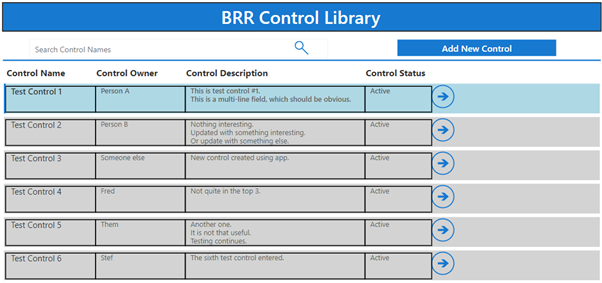 BRR Control Library
Search Control Names
Add New Control
Control Name Control Owner Control Description Control Status
Test Control 1 Person A This is test control #1. Active
This is a multi-line field, which should be obvious.
Test Control 2 Person B Nothing interesting. Active
Updated with something interesting.
Or update with something else.
Test Control 3 Someone else New control created using app. Active
Test Control 4 Fred Not quite in the top 3. Active
Test Control 5 Them Another one. Active
It is not that useful.
Testing continues.
Test Control 6 Stef The sixth test control entered. Active